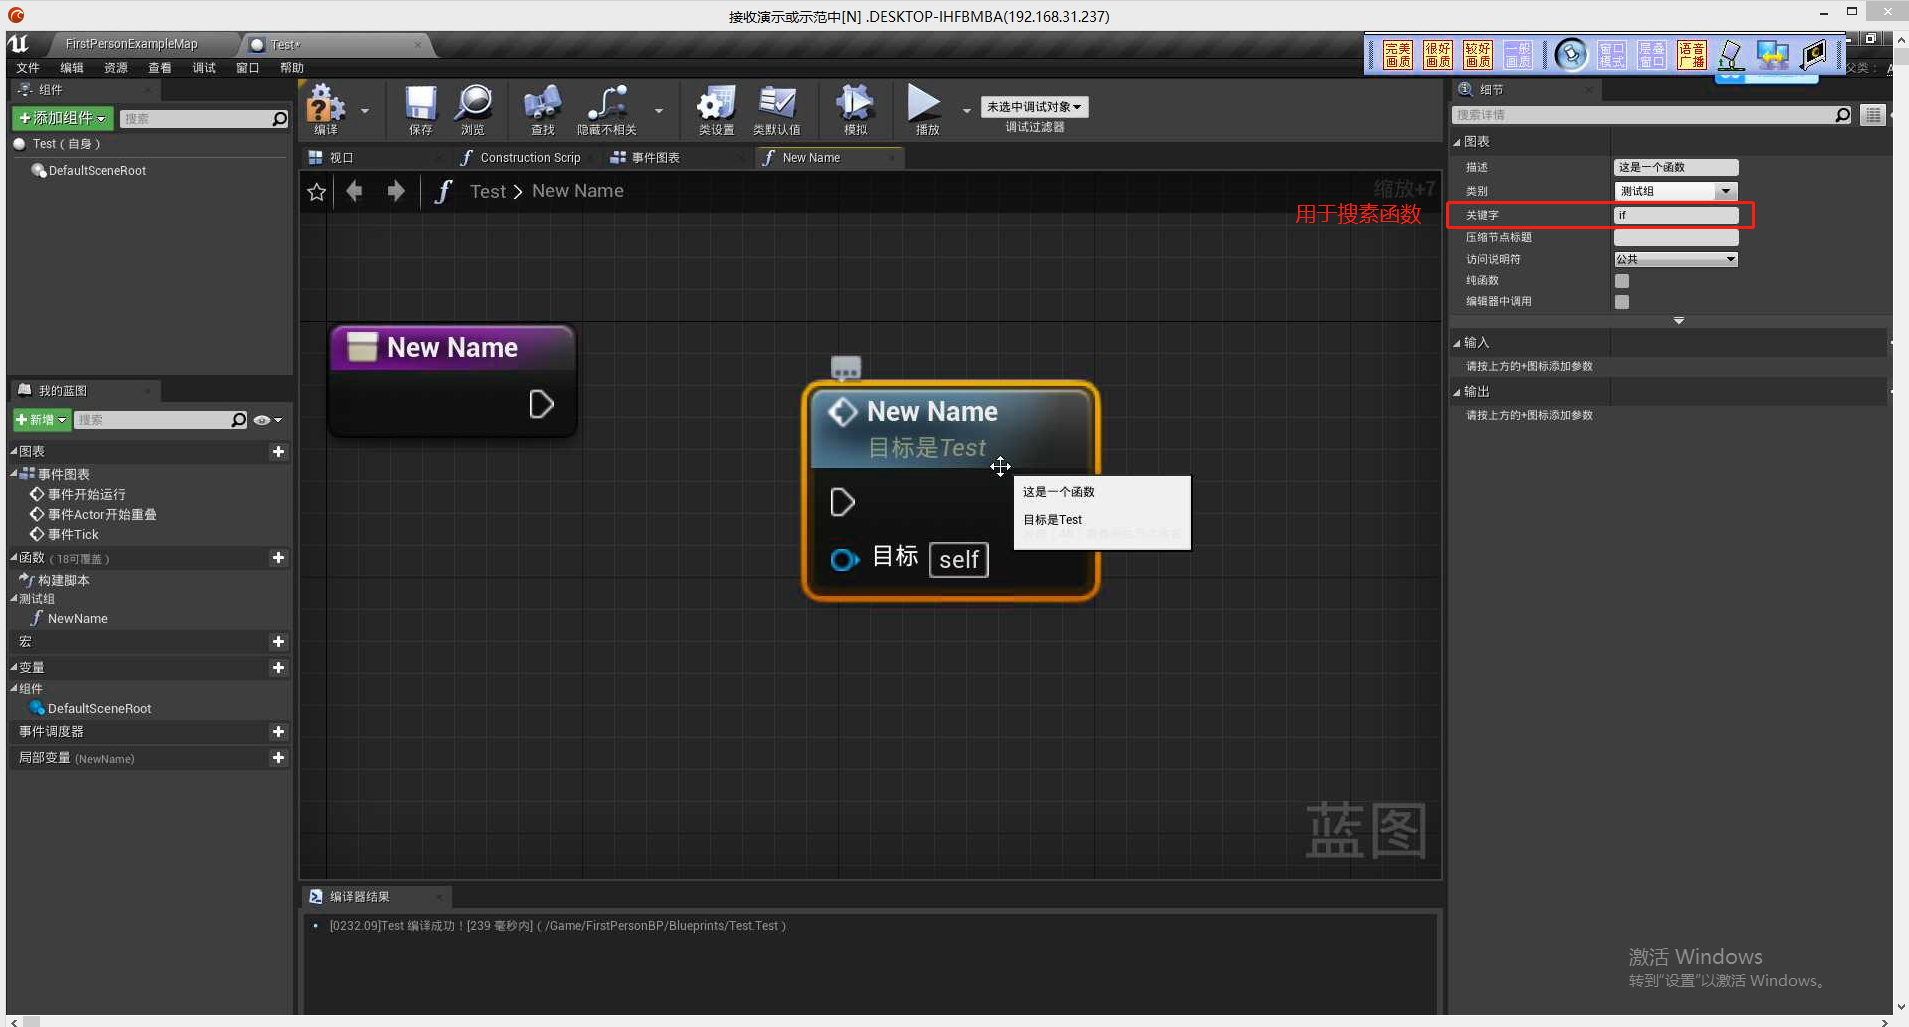 接收演示或示范中[N] .DESKTOP-IHFBMBA(192.168.31.237)
FirstPersonExampleMap
Test*
文件 编辑 资源 查看 调试 窗口 帮助
完美画质 很好画质 较好画质 一般画质 窗口模式 层叠窗口 语音广播
父类：
组件
+添加组件
搜索
Test（自身）
DefaultSceneRoot
编译 保存 浏览 查找 隐藏不相关 类设置 类默认值 模拟 播放
未选中调试对象
调试过滤器
视口
Construction Scrip
事件图表
New Name
Test > New Name
缩放+7
用于搜素函数
New Name
New Name
目标是Test
目标 self
这是一个函数
目标是Test
蓝图
我的蓝图
+新增
搜索
图表
事件图表
事件开始运行
事件Actor开始重叠
事件Tick
函数（18可覆盖）
构建脚本
测试组
NewName
宏
变量
组件
DefaultSceneRoot
事件调度器
局部变量 (NewName)
编译器结果
[0232.09]Test 编译成功！[239 毫秒内]（/Game/FirstPersonBP/Blueprints/Test.Test）
细节
搜索详情
图表
描述 这是一个函数
类别 测试组
关键字 if
压缩节点标题
访问说明符 公共
纯函数
编辑器中调用
输入
请按上方的+图标添加参数
输出
请按上方的+图标添加参数
激活 Windows
转到“设置”以激活 Windows。